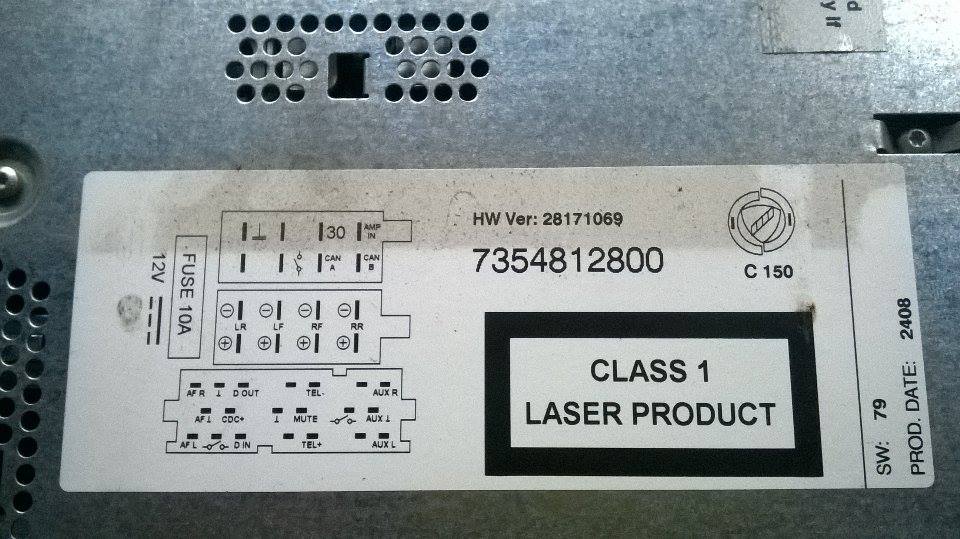 d
y If
HW Ver: 28171069
7354812800
C 150
CLASS 1
LASER PRODUCT
SW: 79
PROD. DATE: 2408
12V
FUSE 10A
30 AMP IN
CAN A CAN B
LR LF RF RR
AF R D OUT TEL- AUX R
AF CDC+ MUTE AUX
AF L D IN TEL+ AUX L